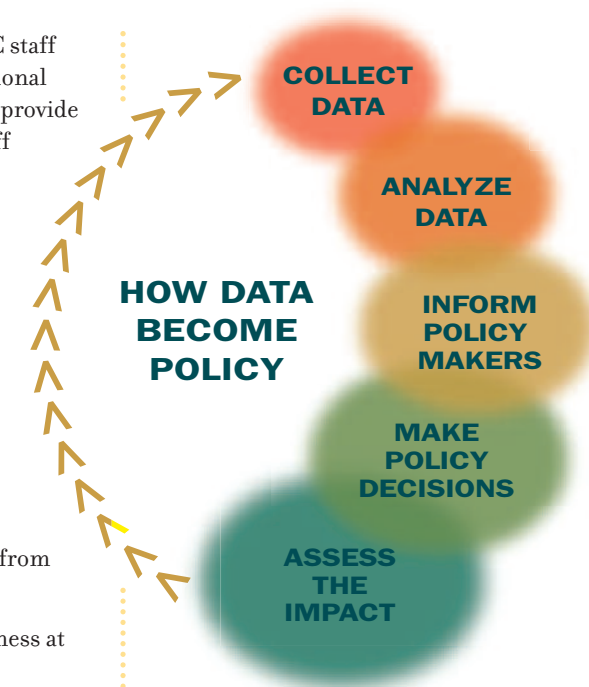 C staff
ional
provide
ff
from
ness at
HOW DATA
BECOME
POLICY
COLLECT
DATA
ANALYZE
DATA
INFORM
POLICY
MAKERS
MAKE
POLICY
DECISIONS
ASSESS
THE
IMPACT